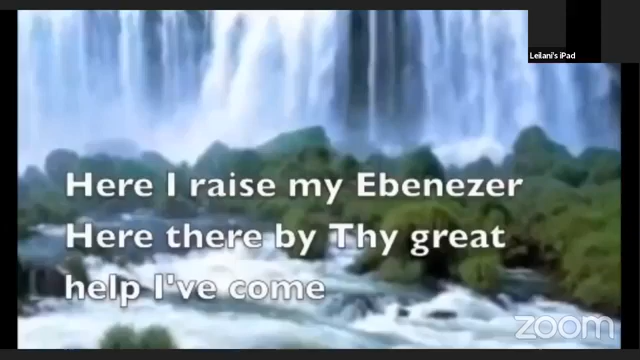 Leilani's iPad
Here I raise my Ebenezer
Here there by Thy great
help I've come
zoom